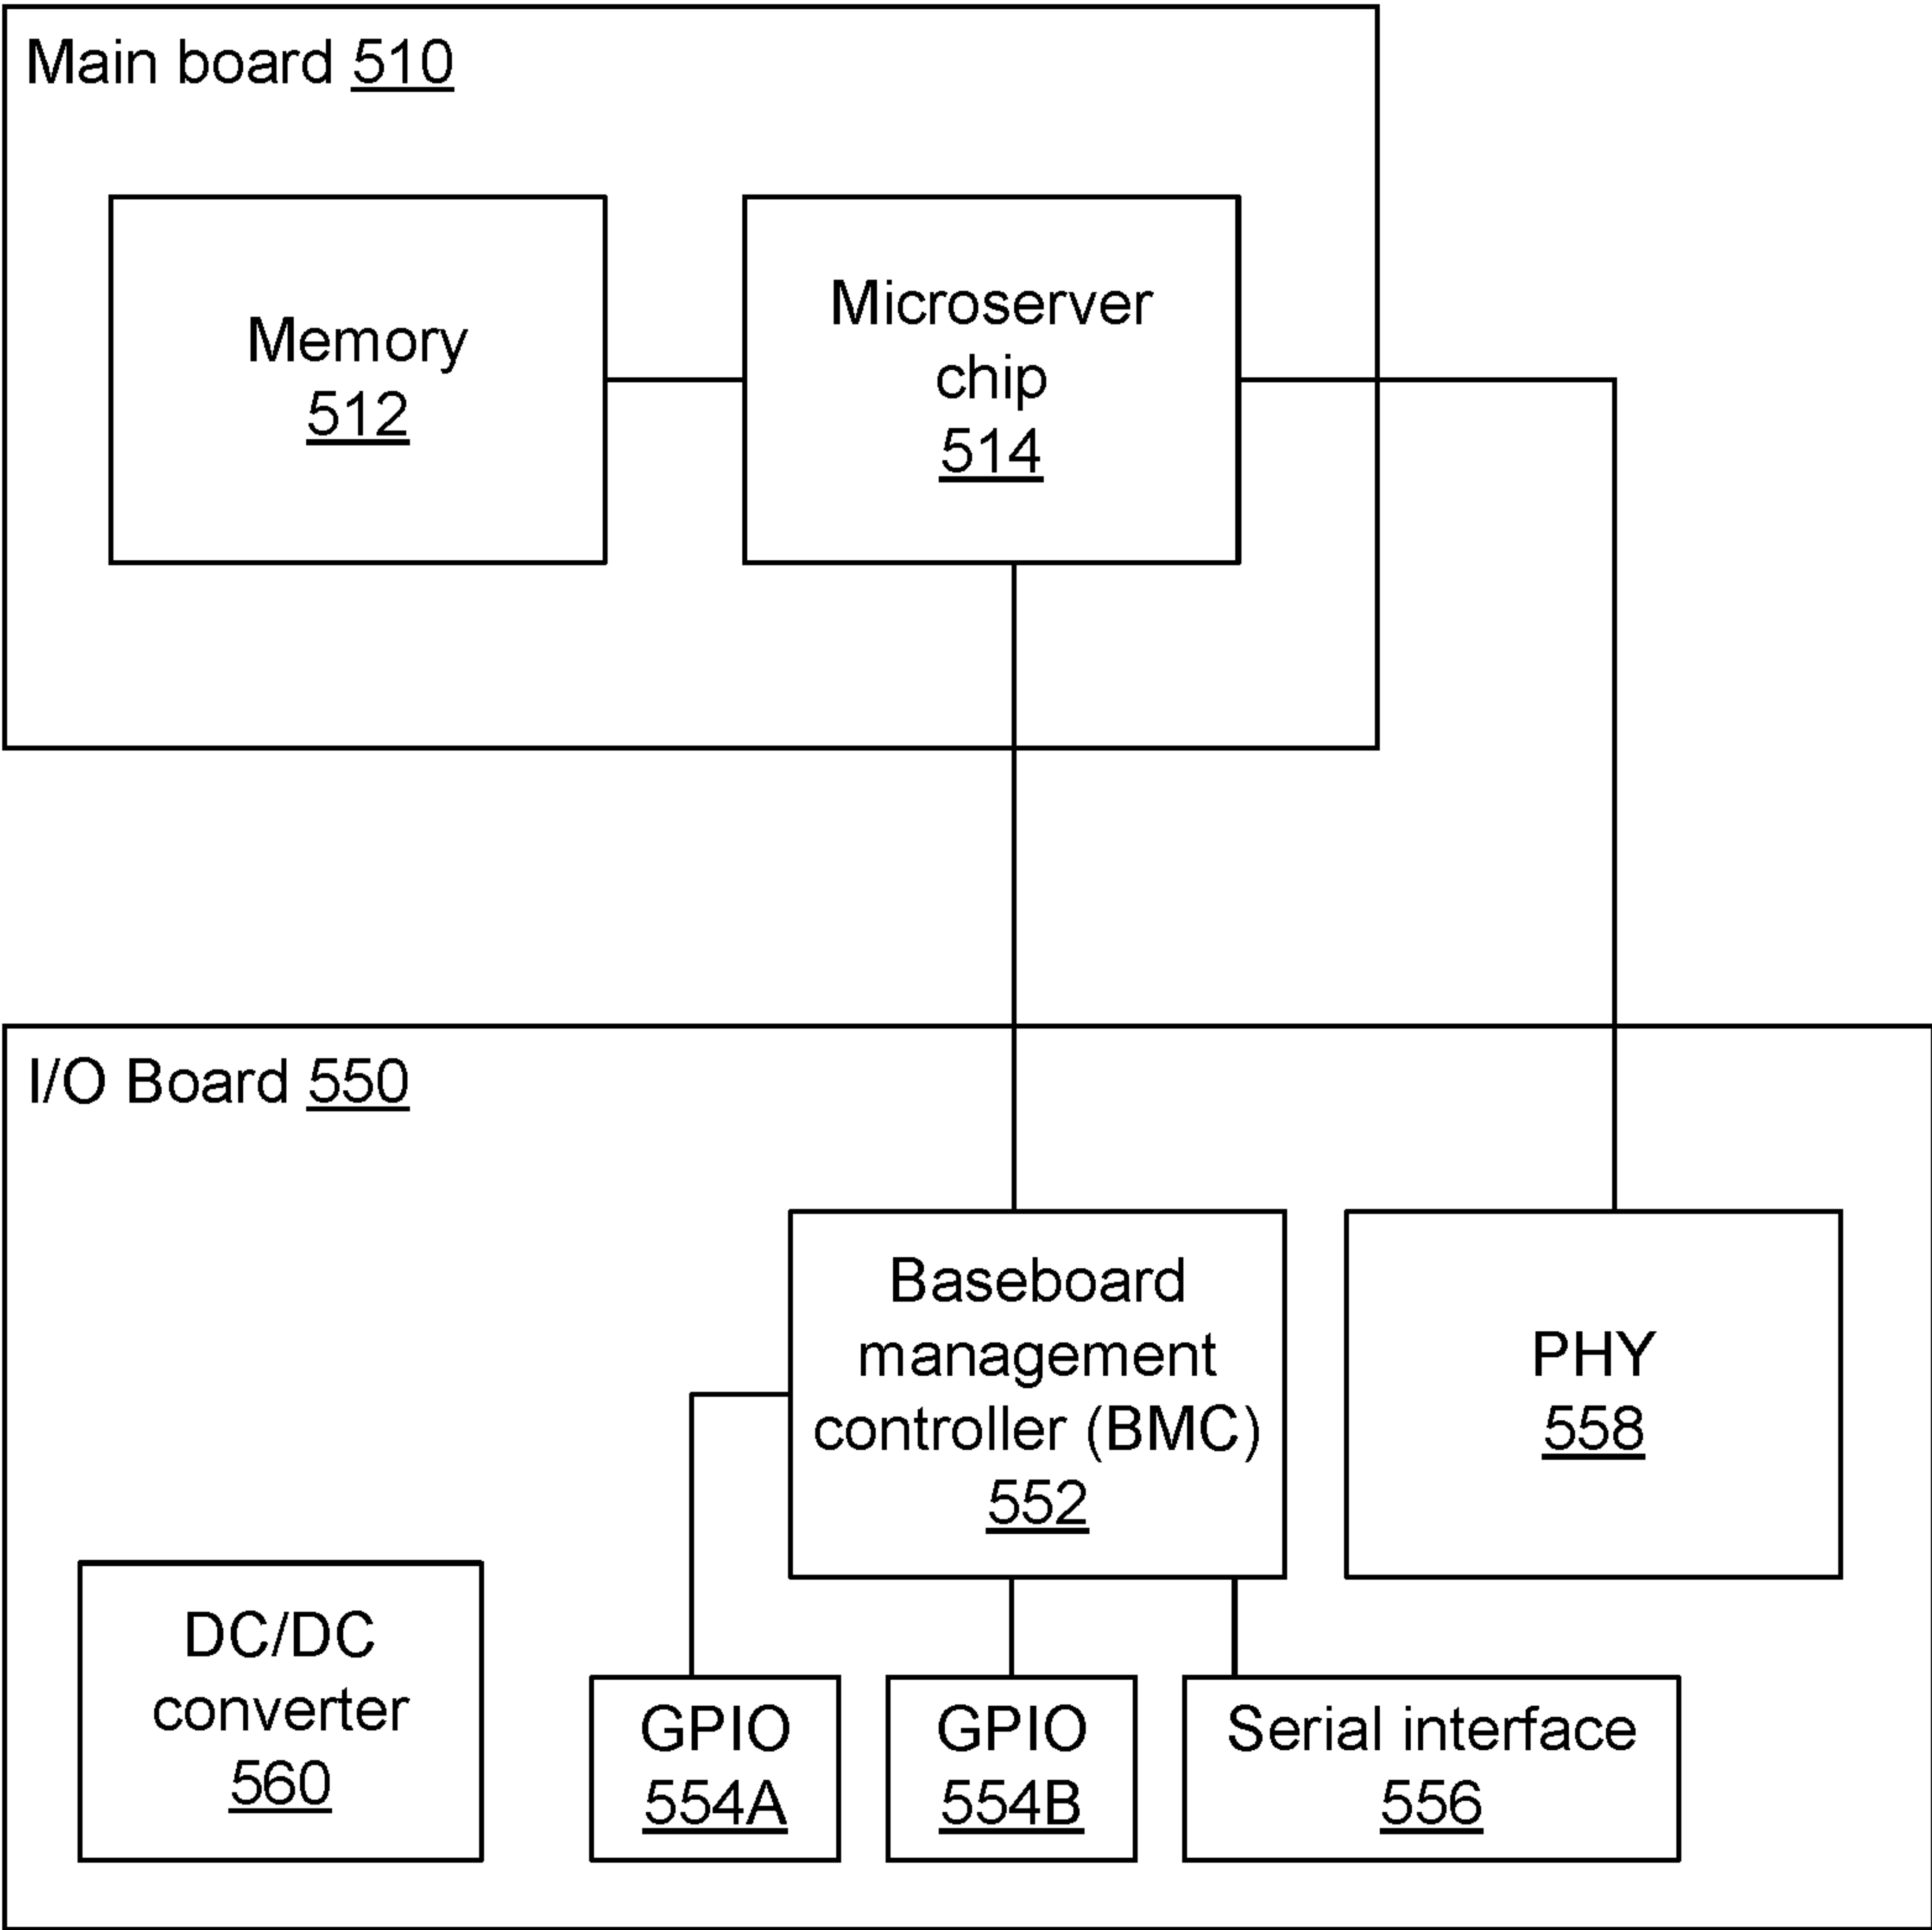 Main board 510
Memory
512
Microserver
chip
514
I/O Board 550
Baseboard
management
controller (BMC)
552
PHY
558
DC/DC
converter
560
GPIO
554A
GPIO
554B
Serial interface
556